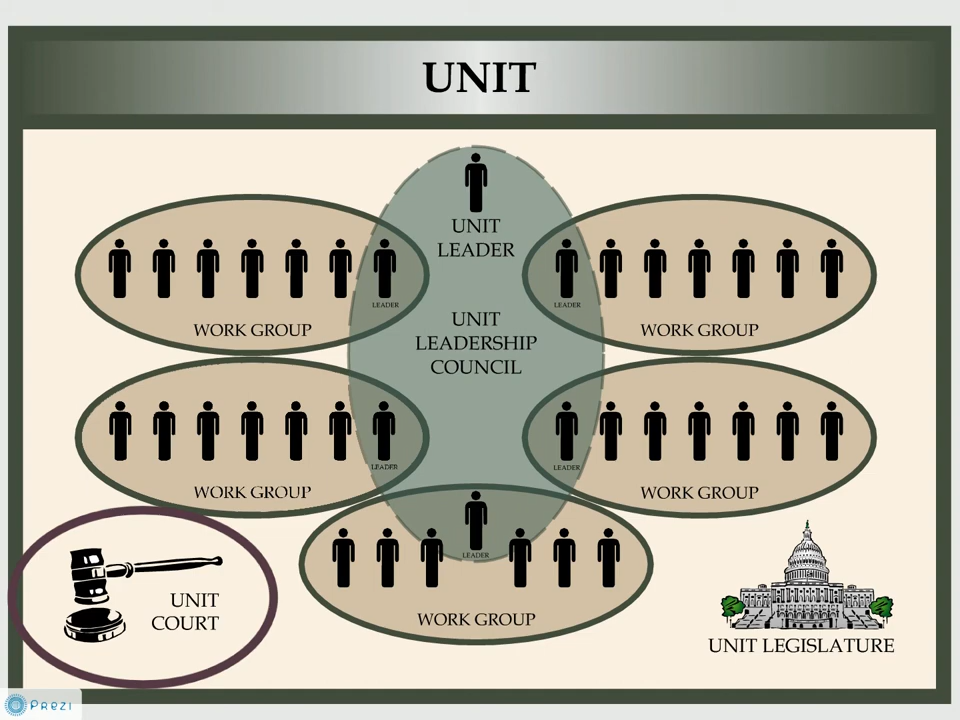 UNIT
UNIT
LEADER
LEADER
LEADER
WORK GROUP
WORK GROUP
UNIT
LEADERSHIP
COUNCIL
LEADER
LEADER
WORK GROUP
WORK GROUP
LEADER
WORK GROUP
UNIT
COURT
UNIT LEGISLATURE
Prezi